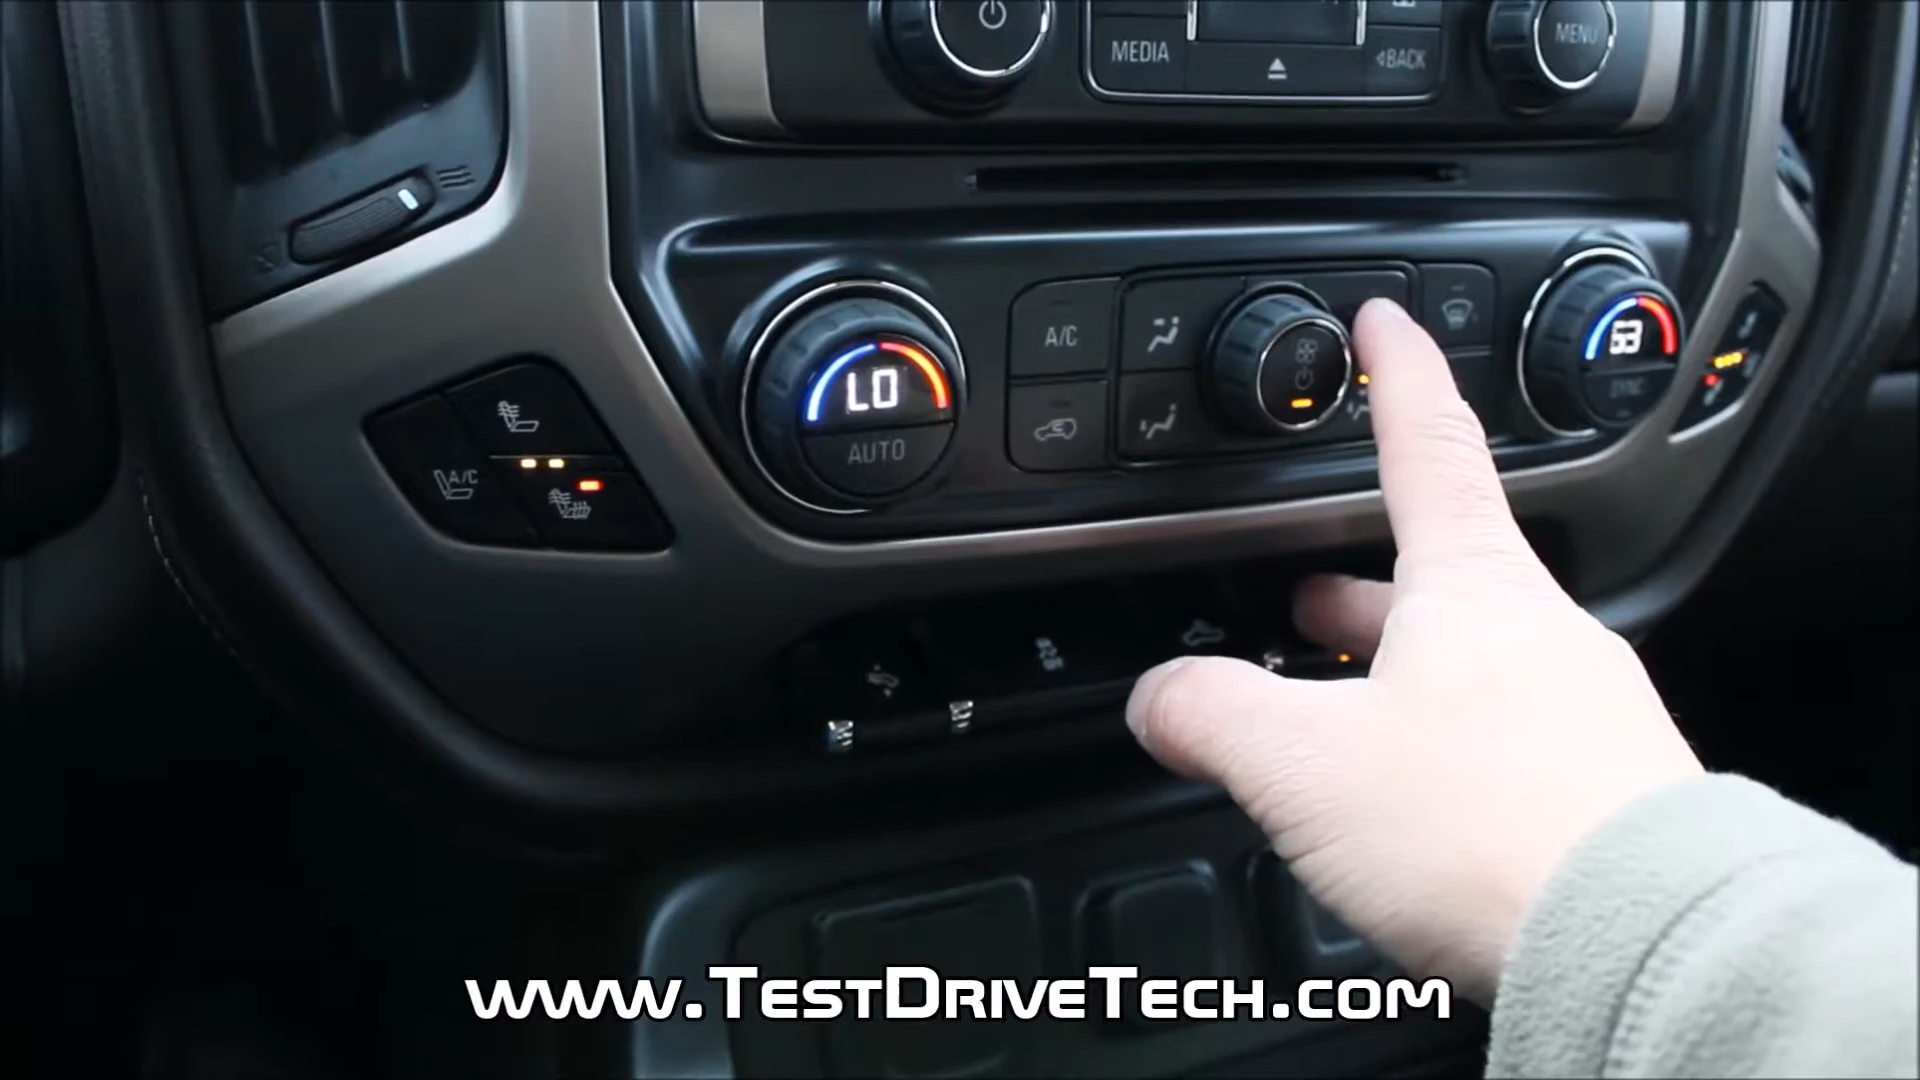 MEDIA
BACK
MENU
A/C
LO
AUTO
63
SYNC
A/C
www.TestDriveTech.com